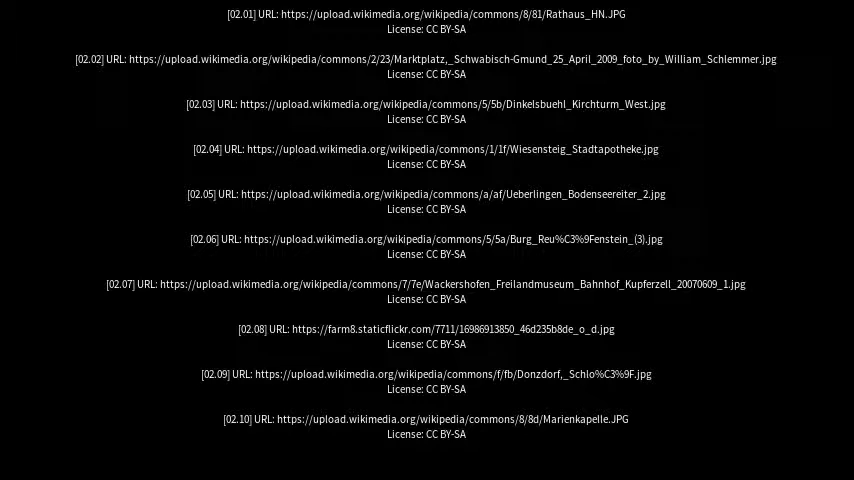 [02.01] URL: https://upload.wikimedia.org/wikipedia/commons/8/81/Rathaus_HN.JPG
License: CC BY-SA
[02.02] URL: https://upload.wikimedia.org/wikipedia/commons/2/23/Marktplatz,_Schwabisch-Gmund_25_April_2009_foto_by_William_Schlemmer.jpg
License: CC BY-SA
[02.03] URL: https://upload.wikimedia.org/wikipedia/commons/5/5b/Dinkelsbuehl_Kirchturm_West.jpg
License: CC BY-SA
[02.04] URL: https://upload.wikimedia.org/wikipedia/commons/1/1f/Wiesensteig_Stadtapotheke.jpg
License: CC BY-SA
[02.05] URL: https://upload.wikimedia.org/wikipedia/commons/a/af/Ueberlingen_Bodenseereiter_2.jpg
License: CC BY-SA
[02.06] URL: https://upload.wikimedia.org/wikipedia/commons/5/5a/Burg_Reu%C3%9Fenstein_(3).jpg
License: CC BY-SA
[02.07] URL: https://upload.wikimedia.org/wikipedia/commons/7/7e/Wackershofen_Freilandmuseum_Bahnhof_Kupferzell_20070609_1.jpg
License: CC BY-SA
[02.08] URL: https://farm8.staticflickr.com/7711/16986913850_46d235b8de_o_d.jpg
License: CC BY-SA
[02.09] URL: https://upload.wikimedia.org/wikipedia/commons/f/fb/Donzdorf,_Schlo%C3%9F.jpg
License: CC BY-SA
[02.10] URL: https://upload.wikimedia.org/wikipedia/commons/8/8d/Marienkapelle.JPG
License: CC BY-SA